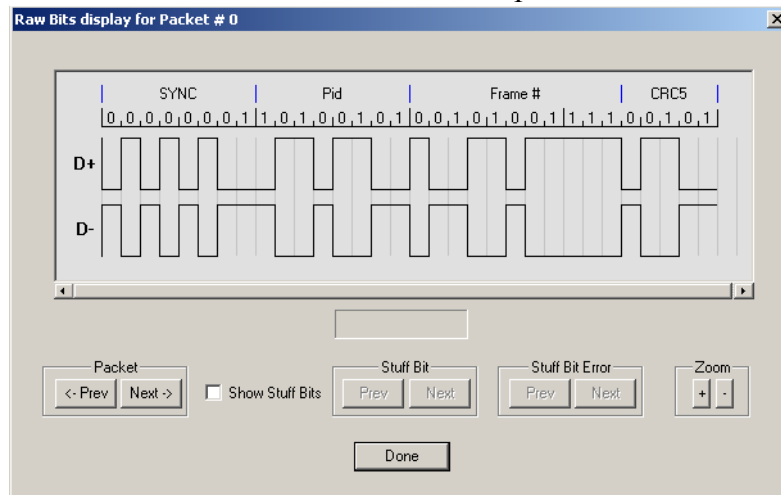 Raw Bits display for Packet # 0
SYNC Pid Frame # CRC5
0 0 0 0 0 0 0 1 1 0 1 0 0 1 0 1 0 0 1 0 1 0 0 1 1 1 1 0 0 1 0 1
D+
D-
Packet Stuff Bit Stuff Bit Error Zoom
<- Prev Next -> Show Stuff Bits Prev Next Prev Next + -
Done